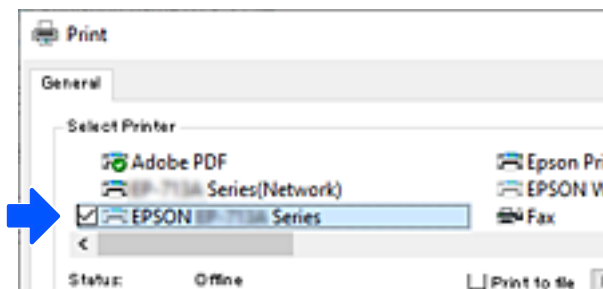 Print
General
Select Printer
Adobe PDF
Epson Pri
Series(Network)
EPSON W
EPSON Series
Fax
Status: Offline
Print to file